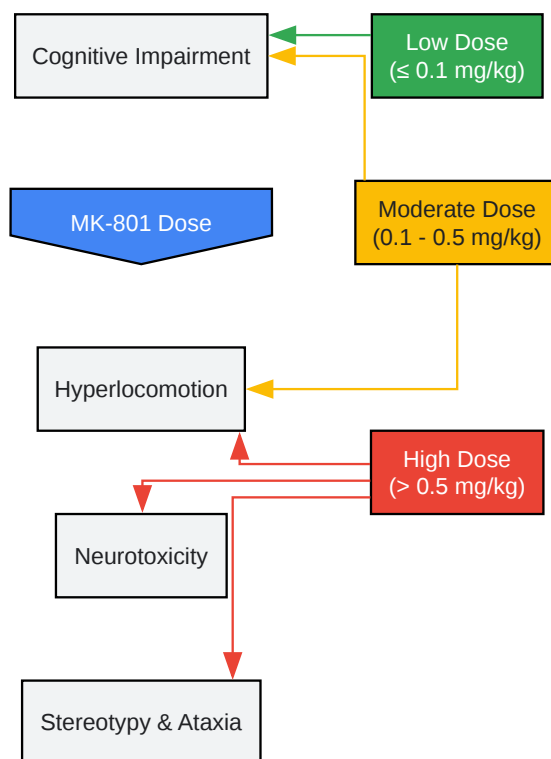 Cognitive Impairment
Low Dose
(≤ 0.1 mg/kg)
MK-801 Dose
Moderate Dose
(0.1 - 0.5 mg/kg)
Hyperlocomotion
High Dose
(> 0.5 mg/kg)
Neurotoxicity
Stereotypy & Ataxia